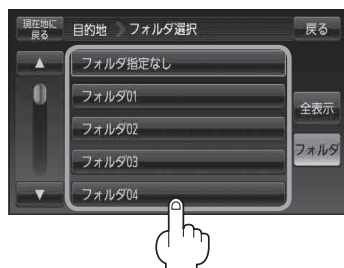 現在地に
戻る
目的地
フォルダ選択
戻る
▲
フォルダ指定なし
フォルダ01
フォルダ02
フォルダ03
フォルダ04
▼
全表示
フォルダ